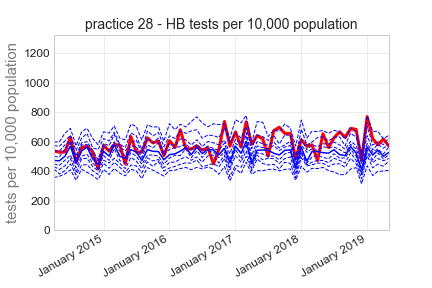 practice 28 - HB tests per 10,000 population
tests per 10,000 population
1200
1000
800
600
400
200
0
January 2015
January 2016
January 2017
January 2018
January 2019